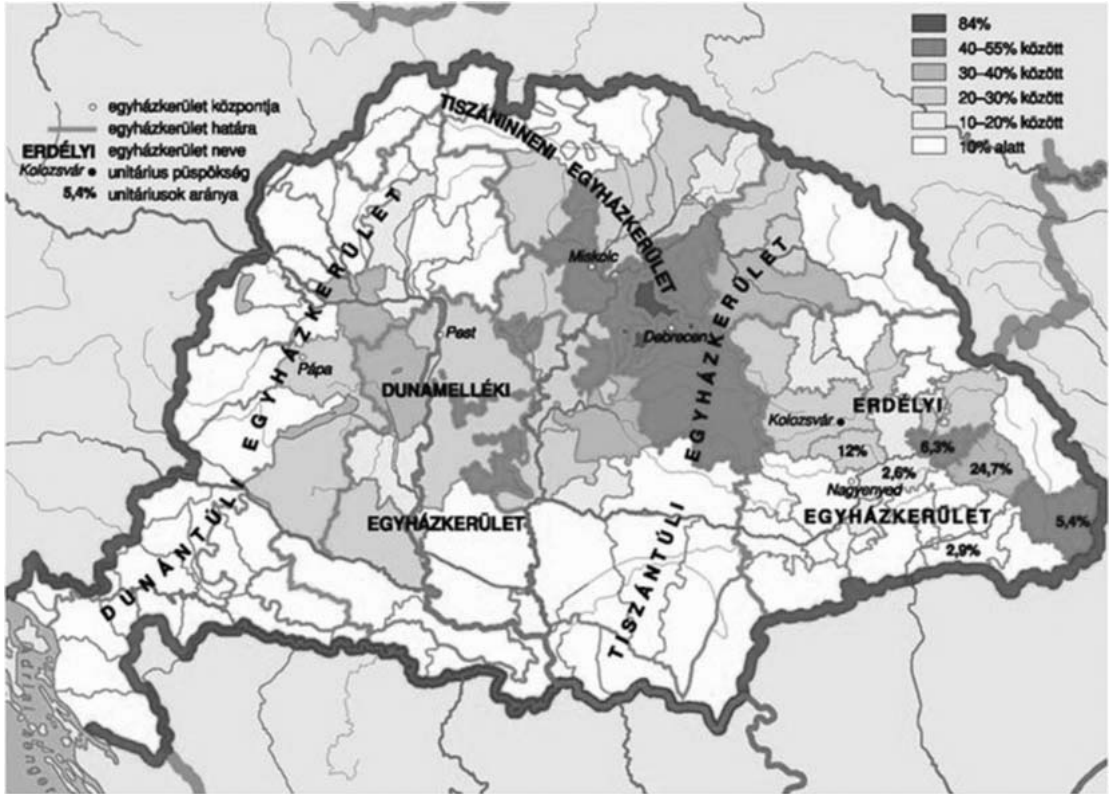 84%
40–55% között
30–40% között
20–30% között
10–20% között
10% alatt
egyházkerület központja
egyházkerület határa
ERDÉLYI egyházkerület neve
Kolozsvár unitárius püspökség
5,4% unitáriusok aránya
TISZÁNINNENI EGYHÁZKERÜLET
DUNÁNTÚLI EGYHÁZKERÜLET
Miskolc
Debrecen
Pest
Pápa
DUNAMELLÉKI
EGYHÁZKERÜLET
TISZÁNTÚLI EGYHÁZKERÜLET
ERDÉLYI
Kolozsvár
12%
6,3%
2,6%
24,7%
Nagyenyed
EGYHÁZKERÜLET
5,4%
2,9%
Adriai tenger